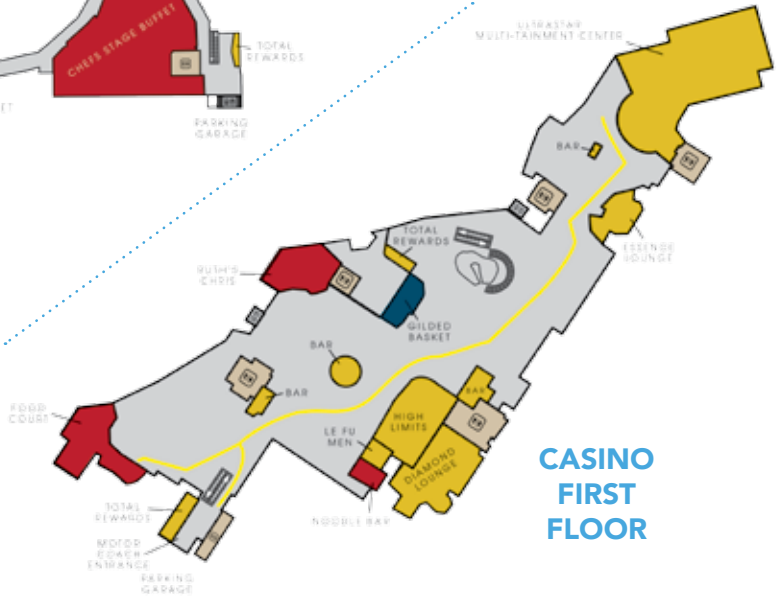 CHEFS STAGE BUFFET
TOTAL
REWARDS
ET
PARKING
GARAGE
ULTRASTAR
MULTI-TAINMENT CENTER
BAR
ESSENCE
LOUNGE
TOTAL
REWARDS
RUTH'S
CHRIS
GILDED
BASKET
BAR
BAR
BAR
FOOD
COURT
HIGH
LIMITS
LE FU
MEN
DIAMOND
LOUNGE
NOODLE BAR
TOTAL
REWARDS
MOTOR
COACH
ENTRANCE
PARKING
GARAGE
CASINO
FIRST
FLOOR